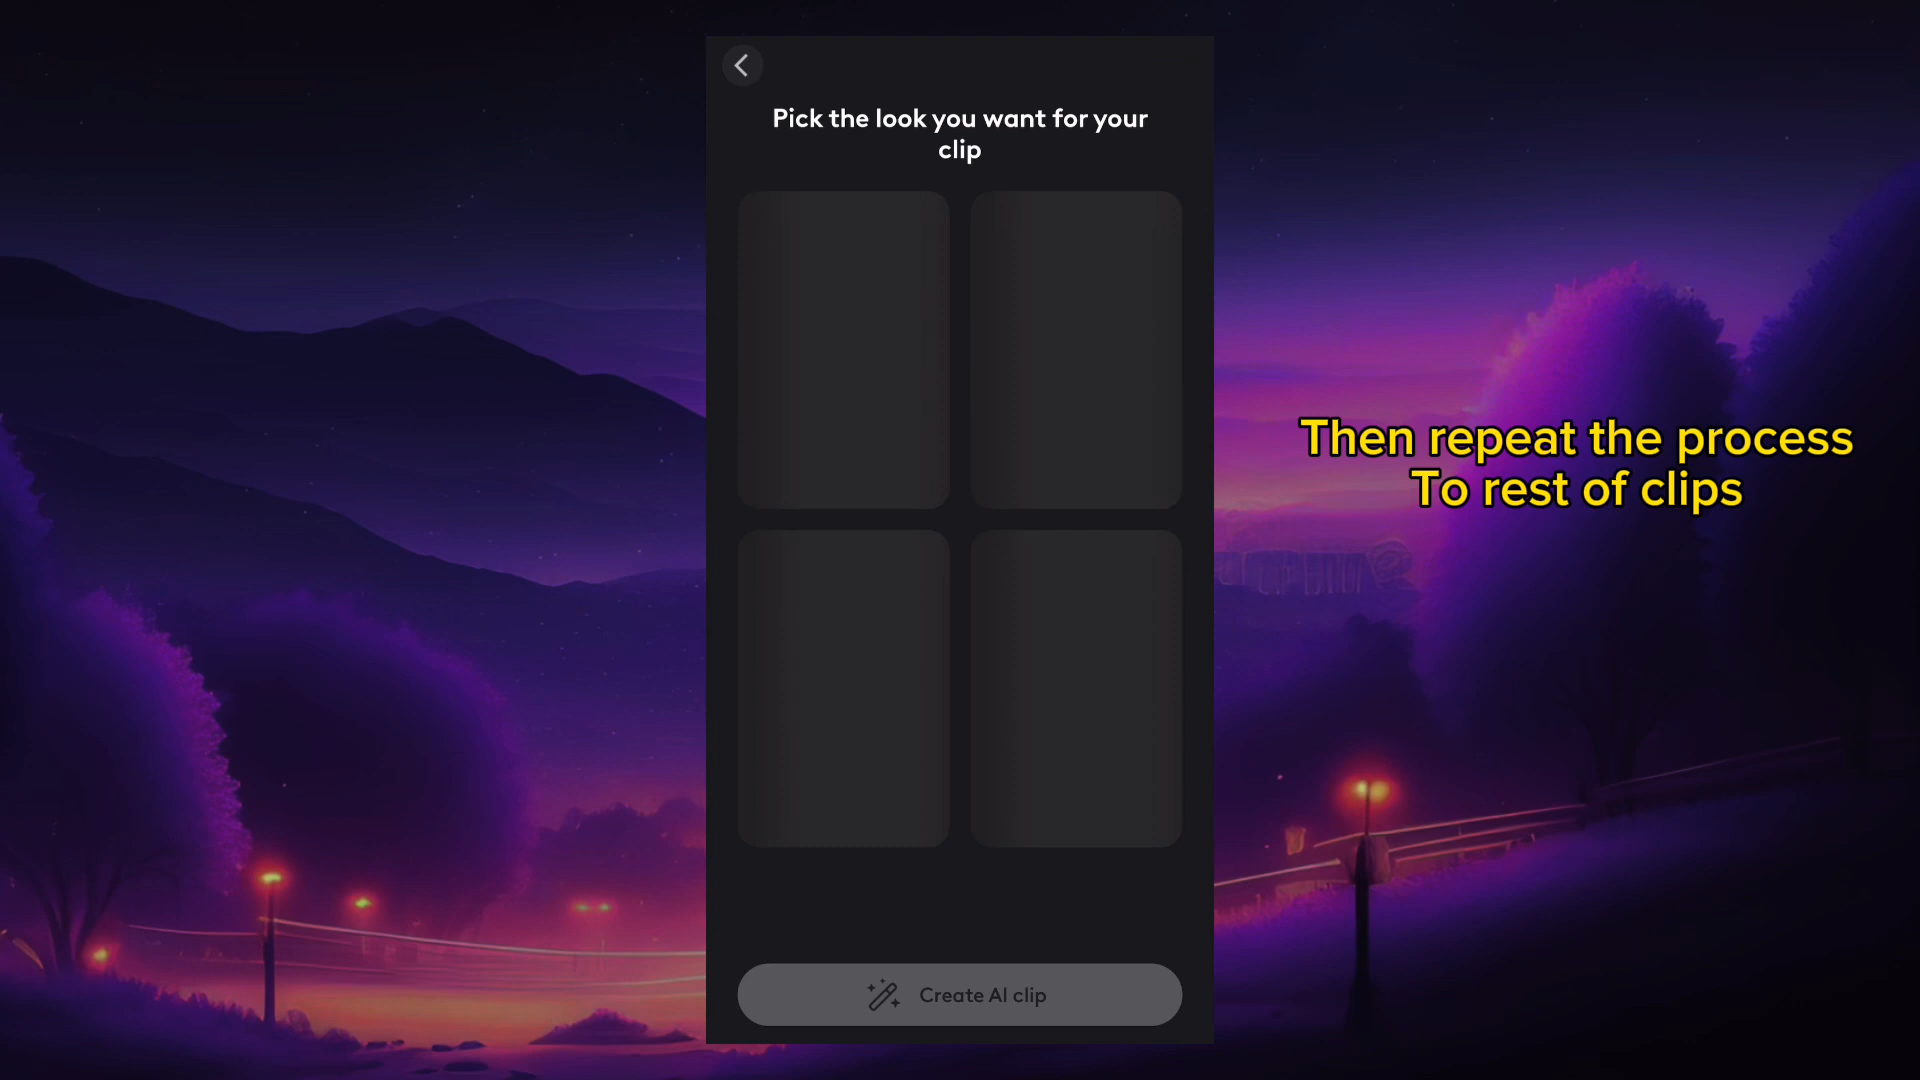 Pick the look you want for your
clip
Then repeat the process
To rest of clips
Create AI clip